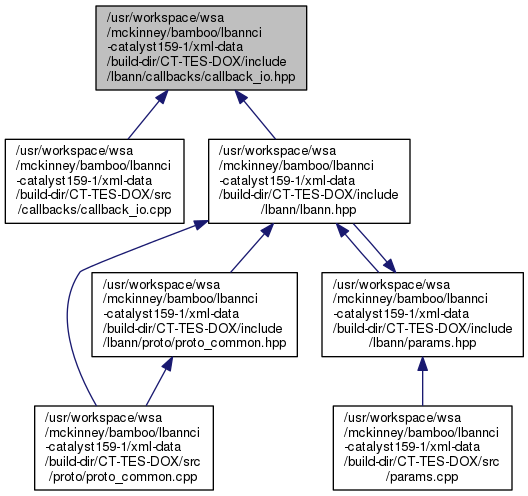 /usr/workspace/wsa
/mckinney/bamboo/lbannci
-catalyst159-1/xml-data
/build-dir/CT-TES-DOX/include
/lbann/callbacks/callback_io.hpp
/usr/workspace/wsa
/mckinney/bamboo/lbannci
-catalyst159-1/xml-data
/build-dir/CT-TES-DOX/src
/callbacks/callback_io.cpp
/usr/workspace/wsa
/mckinney/bamboo/lbannci
-catalyst159-1/xml-data
/build-dir/CT-TES-DOX/include
/lbann/lbann.hpp
/usr/workspace/wsa
/mckinney/bamboo/lbannci
-catalyst159-1/xml-data
/build-dir/CT-TES-DOX/include
/lbann/proto/proto_common.hpp
/usr/workspace/wsa
/mckinney/bamboo/lbannci
-catalyst159-1/xml-data
/build-dir/CT-TES-DOX/include
/lbann/params.hpp
/usr/workspace/wsa
/mckinney/bamboo/lbannci
-catalyst159-1/xml-data
/build-dir/CT-TES-DOX/src
/proto/proto_common.cpp
/usr/workspace/wsa
/mckinney/bamboo/lbannci
-catalyst159-1/xml-data
/build-dir/CT-TES-DOX/src
/params.cpp